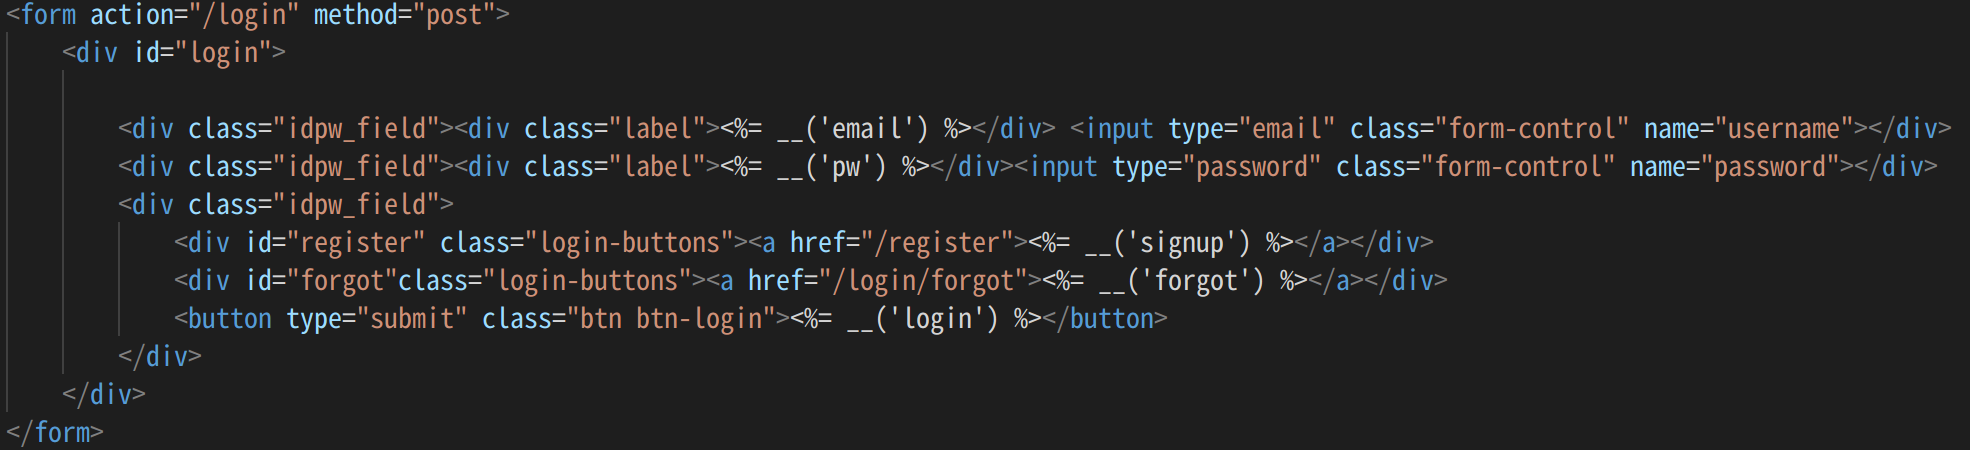 <form action="/login" method="post">
<div id="login">
<div class="idpw_field"><div class="label"><%= __('email') %></div> <input type="email" class="form-control" name="username"></div>
<div class="idpw_field"><div class="label"><%= __('pw') %></div><input type="password" class="form-control" name="password"></div>
<div class="idpw_field">
<div id="register" class="login-buttons"><a href="/register"><%= __('signup') %></a></div>
<div id="forgot"class="login-buttons"><a href="/login/forgot"><%= __('forgot') %></a></div>
<button type="submit" class="btn btn-login"><%= __('login') %></button>
</div>
</div>
</form>